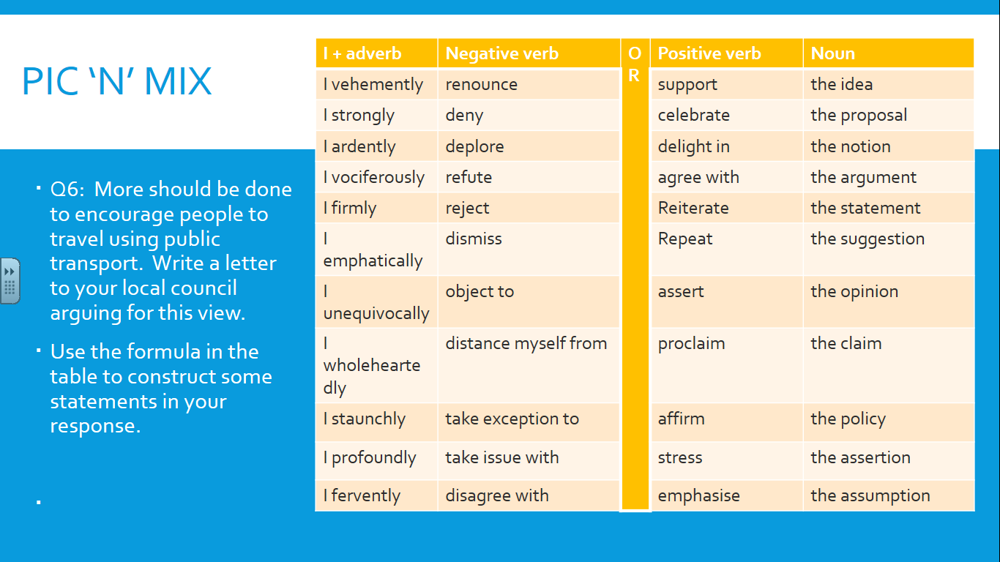 PIC ‘N’ MIX
▪ Q6:  More should be done
to encourage people to
travel using public
transport.  Write a letter
to your local council
arguing for this view.
▪ Use the formula in the
table to construct some
statements in your
response.
▪
I + adverb Negative verb O Positive verb Noun
R
I vehemently renounce support the idea
I strongly deny celebrate the proposal
I ardently deplore delight in the notion
I vociferously refute agree with the argument
I firmly reject Reiterate the statement
I dismiss Repeat the suggestion
emphatically
I object to assert the opinion
unequivocally
I distance myself from proclaim the claim
wholehearte
dly
I staunchly take exception to affirm the policy
I profoundly take issue with stress the assertion
I fervently disagree with emphasise the assumption